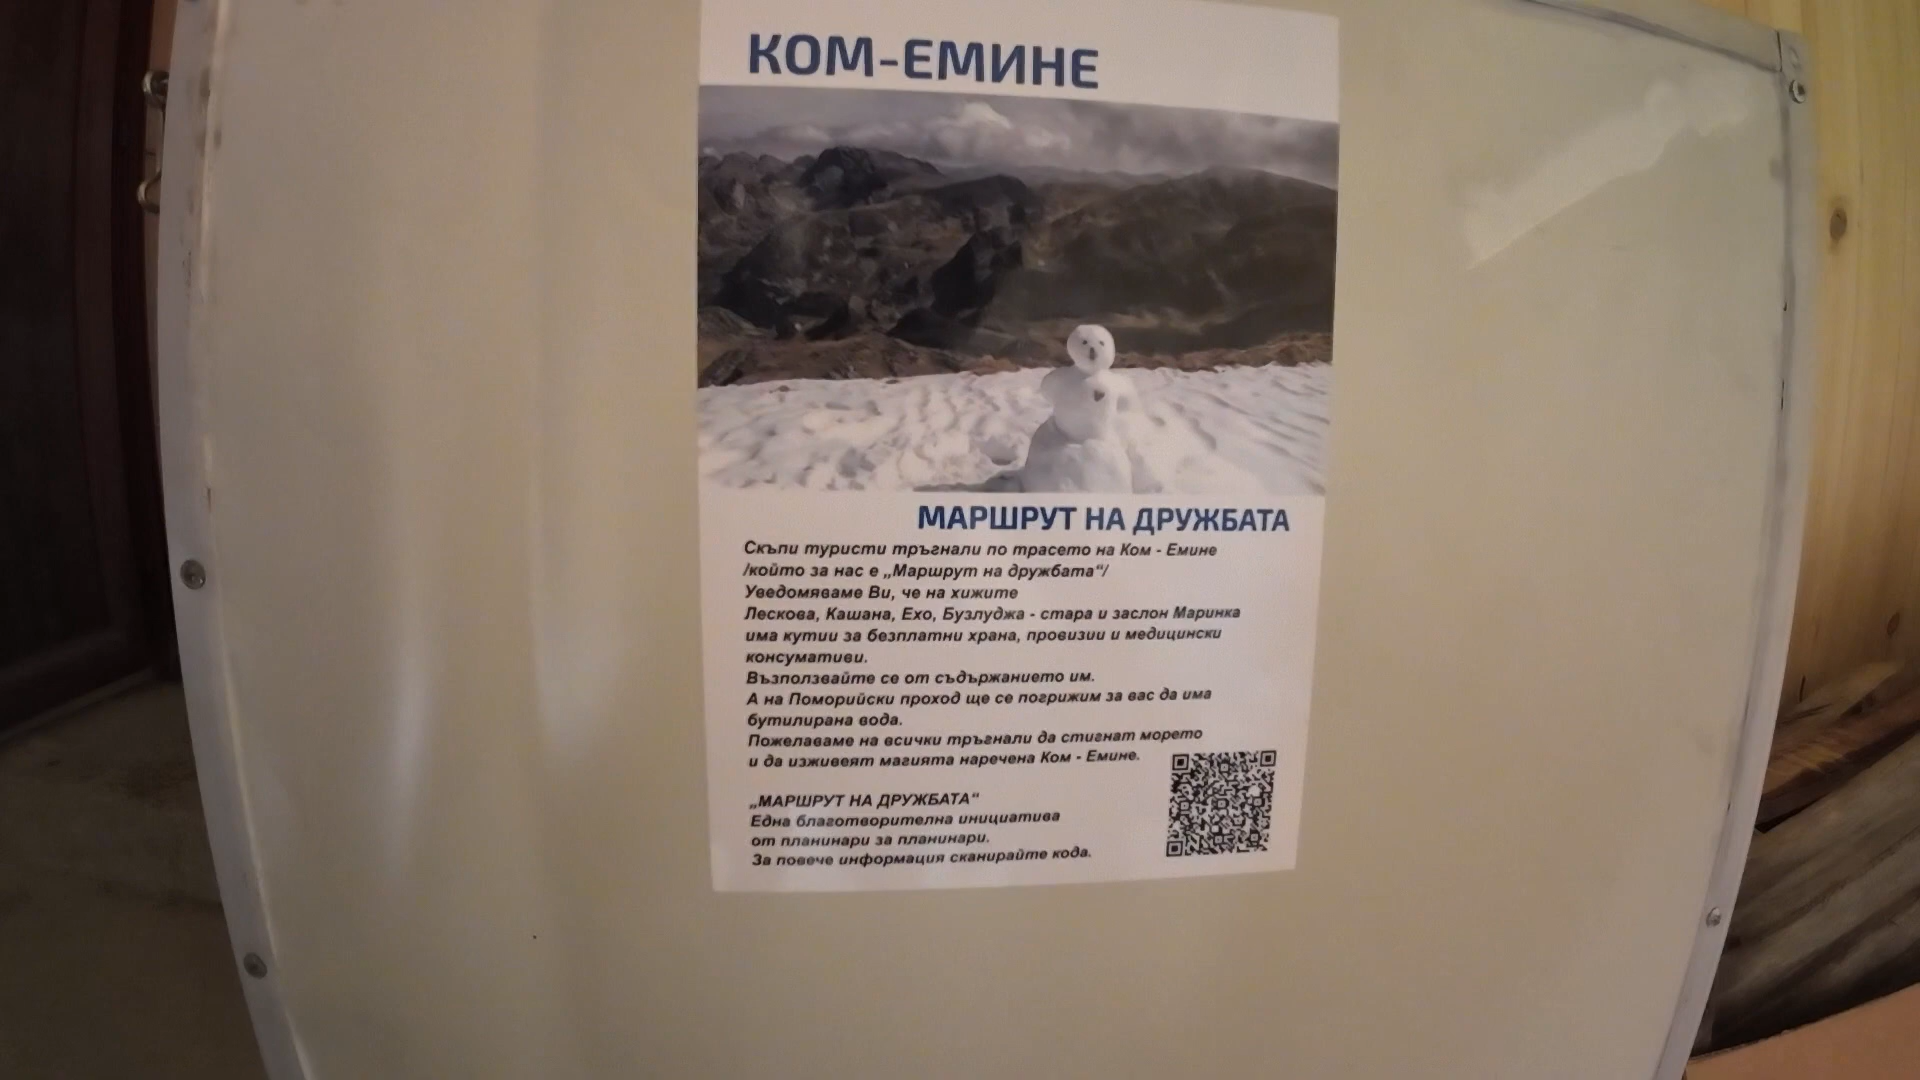 КОМ-ЕМИНЕ
МАРШРУТ НА ДРУЖБАТА
Скъпи туристи тръгнали по трасето на Ком - Емине
/който за нас е „Маршрут на дружбата“/
Уведомяваме Ви, че на хижите
Лескова, Кашана, Ехо, Бузлуджа - стара и заслон Маринка
има кутии за безплатни храна, провизии и медицински
консумативи.
Възползвайте се от съдържанието им.
А на Поморийски проход ще се погрижим за вас да има
бутилирана вода.
Пожелаваме на всички тръгнали да стигнат морето
и да изживеят магията наречена Ком - Емине.
„МАРШРУТ НА ДРУЖБАТА“
Една благотворителна инициатива
от планинари за планинари.
За повече информация сканирайте кода.